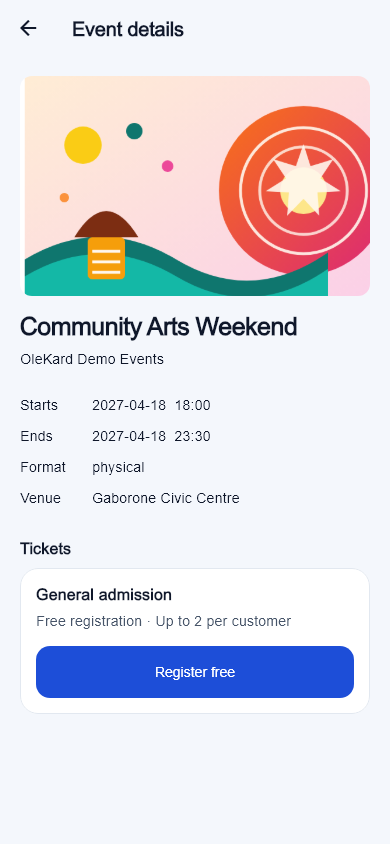 Event details
Community Arts Weekend
OleKard Demo Events
Starts 2027-04-18 18:00
Ends 2027-04-18 23:30
Format physical
Venue Gaborone Civic Centre
Tickets
General admission
Free registration · Up to 2 per customer
Register free